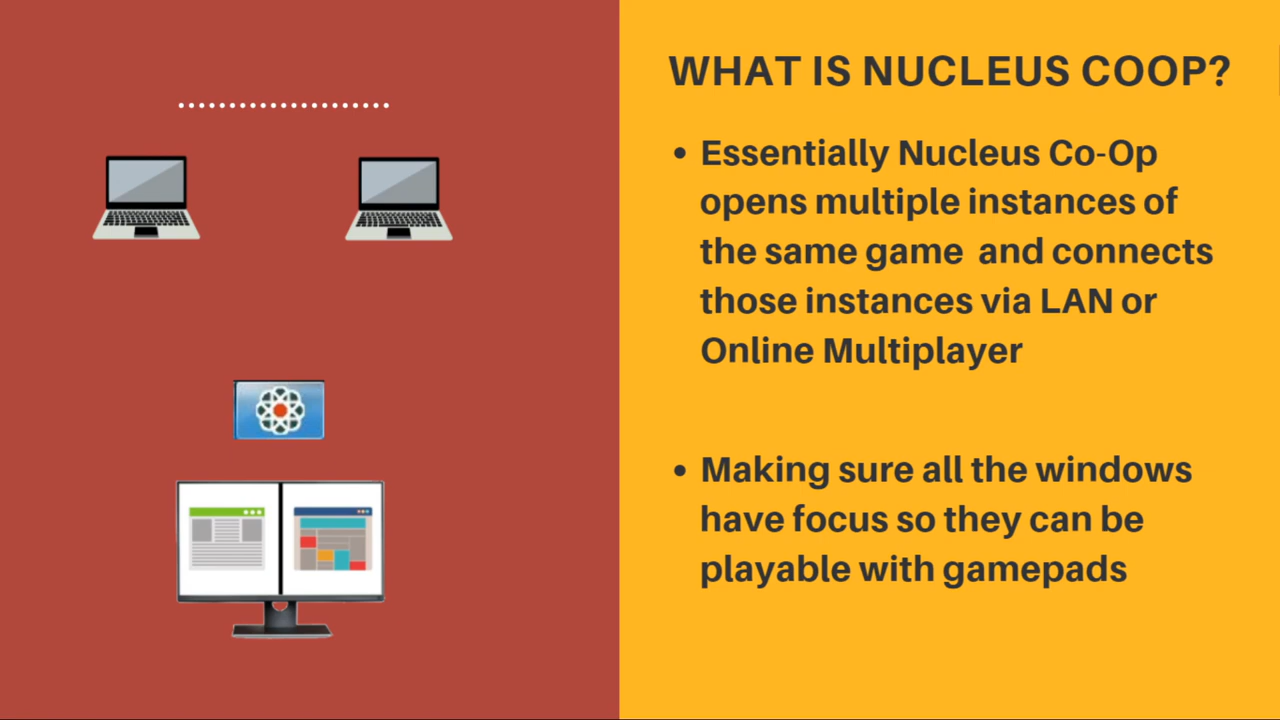 WHAT IS NUCLEUS COOP?
• Essentially Nucleus Co-Op
opens multiple instances of
the same game  and connects
those instances via LAN or
Online Multiplayer
• Making sure all the windows
have focus so they can be
playable with gamepads